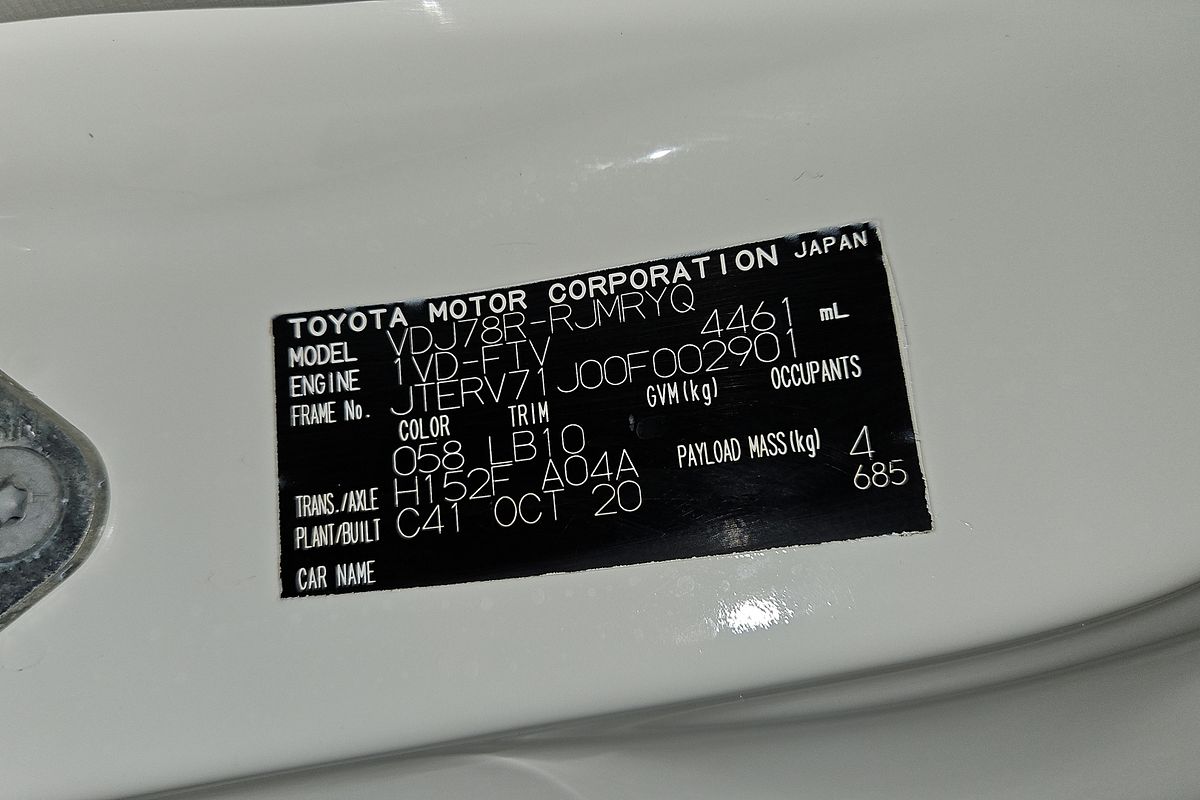 TOYOTA MOTOR CORPORATION JAPAN
MODEL VDJ78R-RJMRYQ
ENGINE 1VD-FTV 4461 mL
FRAME No. JTERV71J00F002901
COLOR TRIM GVM(kg) OCCUPANTS
058 LB10
TRANS./AXLE H152F A04A PAYLOAD MASS(kg) 4
PLANT/BUILT C41 OCT 20 685
CAR NAME